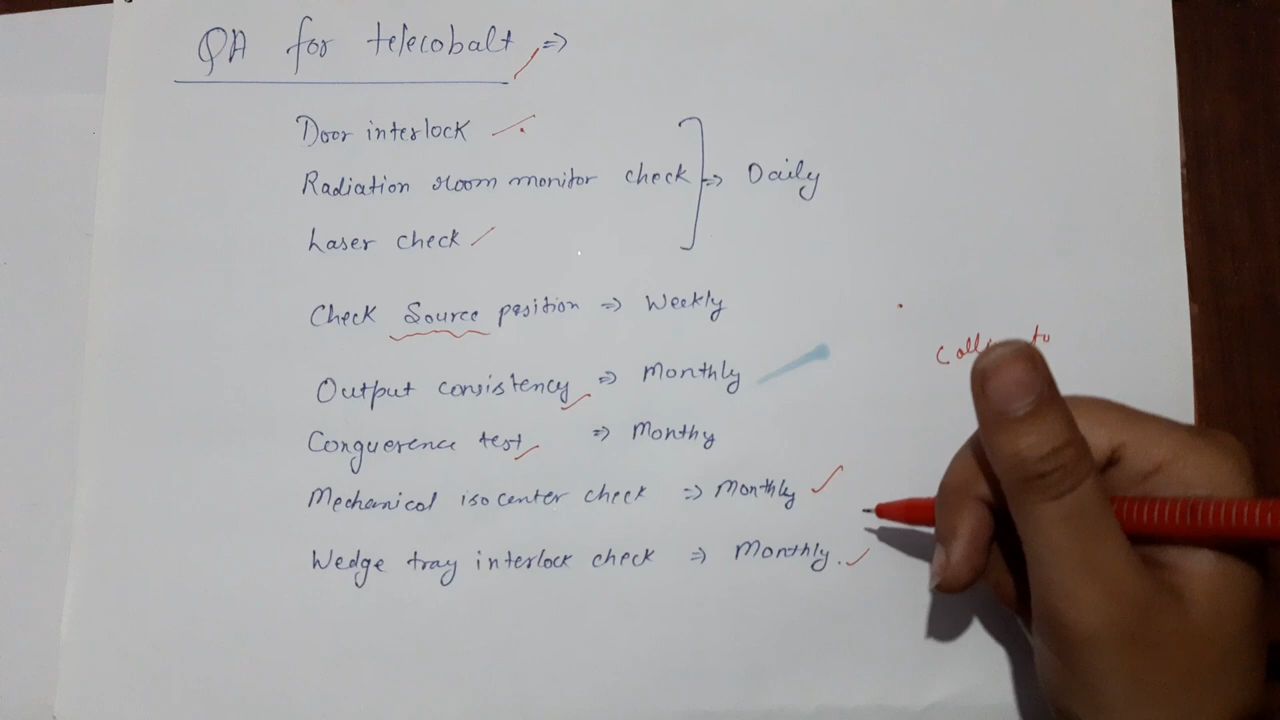 QA for telecobalt ⇒
Door interlock
Radiation room monitor check ⇒ Daily
Laser check
Check Source position ⇒ Weekly
Output consistency ⇒ Monthly
Conguerence test ⇒ Monthy
Mechanical isocenter check ⇒ Monthly
Wedge tray interlock check ⇒ Monthly.